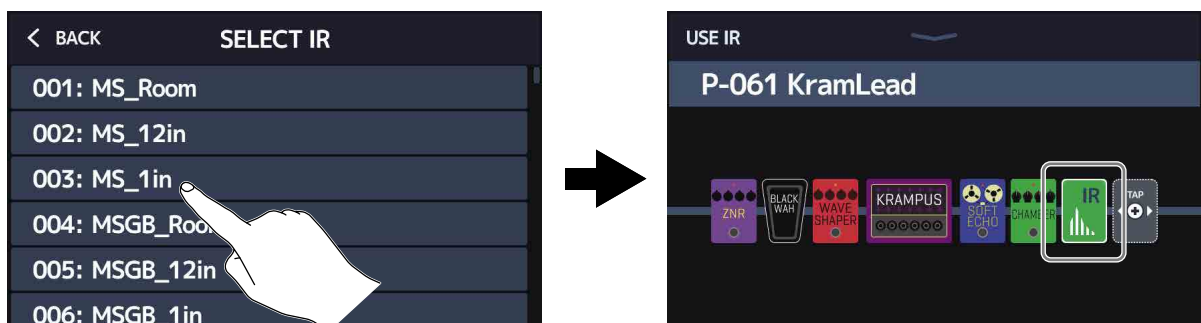 < BACK SELECT IR
001: MS_Room
002: MS_12in
003: MS_1in
004: MSGB_Roo
005: MSGB_12in
006: MSGB_1in
USE IR
P-061 KramLead
ZNR
BLACK
WAH
WAVE
SHAPER
KRAMPUS
SOFT
ECHO
CHAMBER
IR
TAP